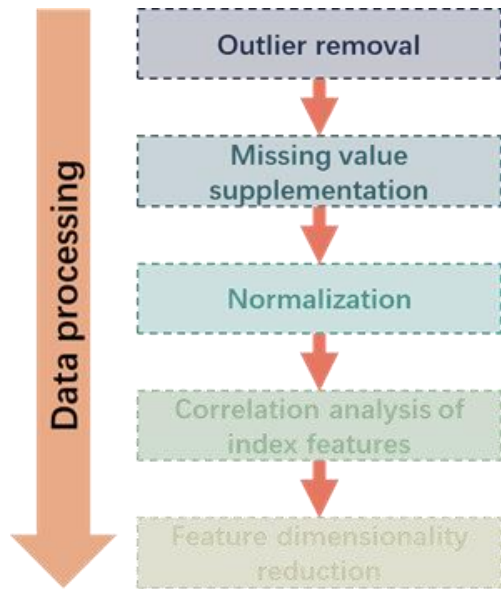 Data processing
Outlier removal
Missing value
supplementation
Normalization
Correlation analysis of
index features
Feature dimensionality
reduction